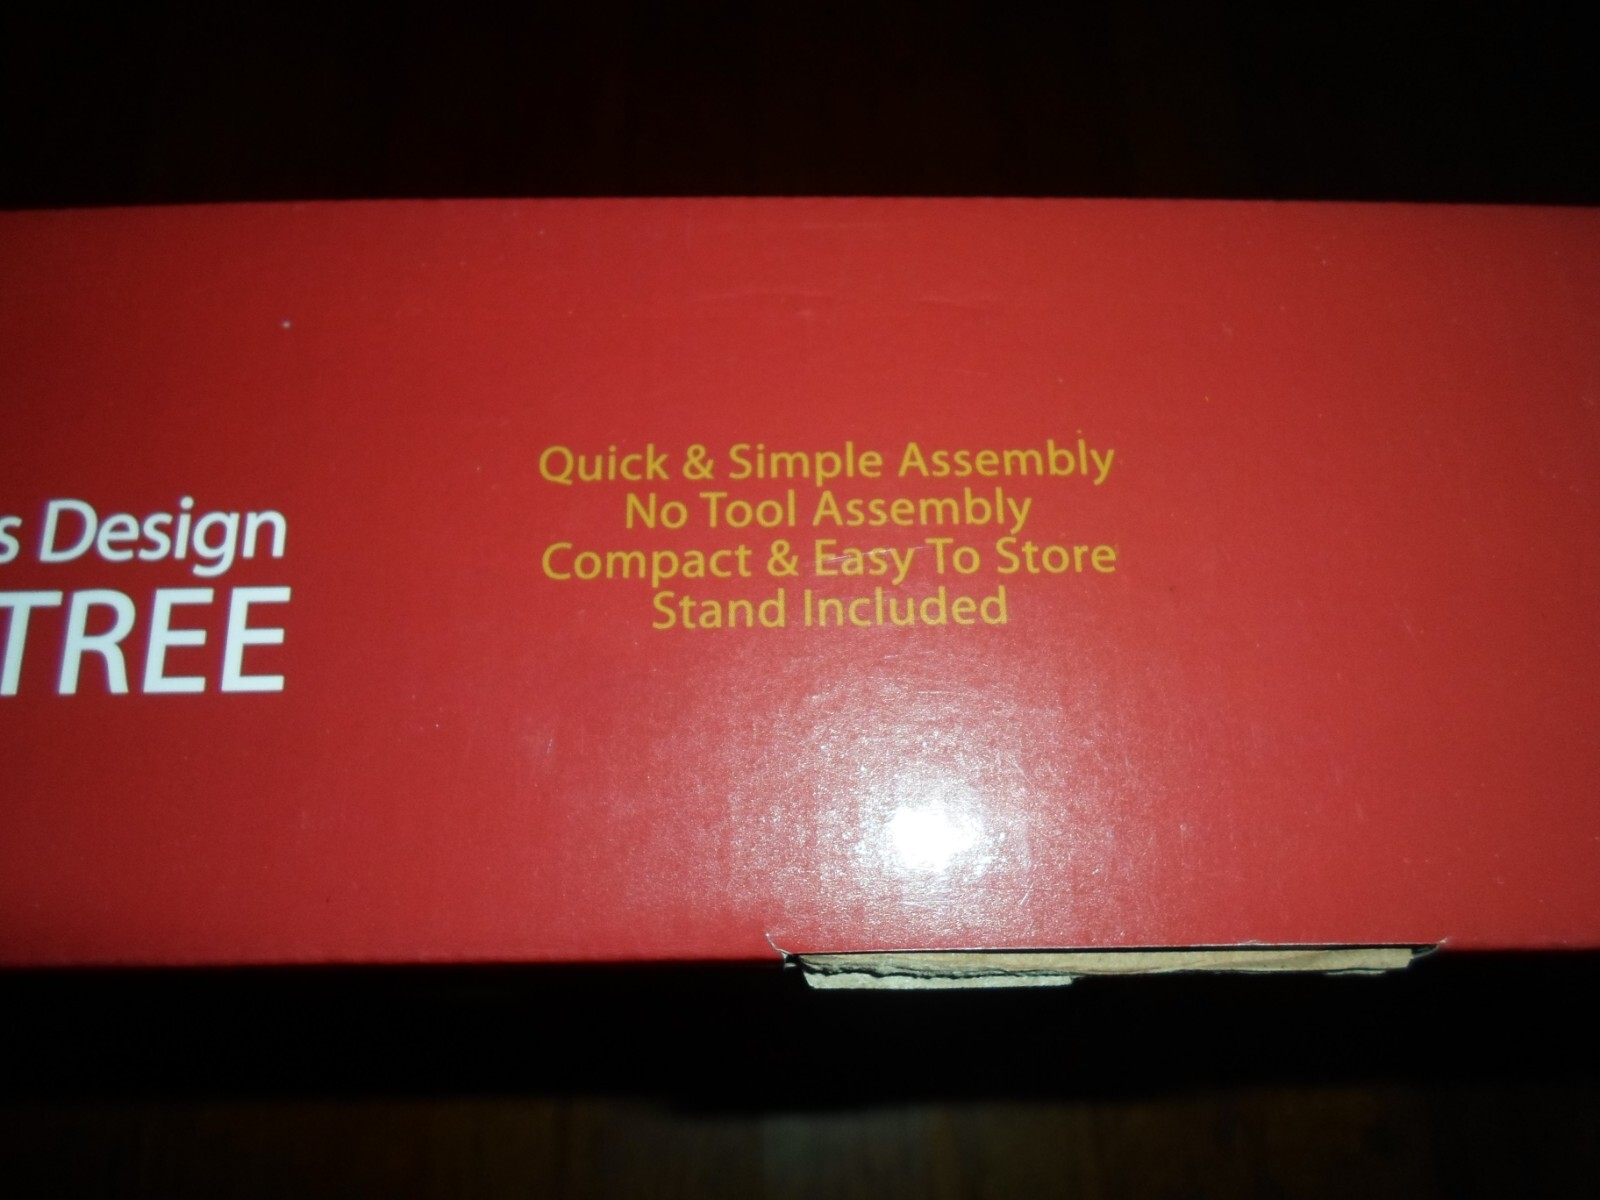 s Design
TREE
Quick & Simple Assembly
No Tool Assembly
Compact & Easy To Store
Stand Included